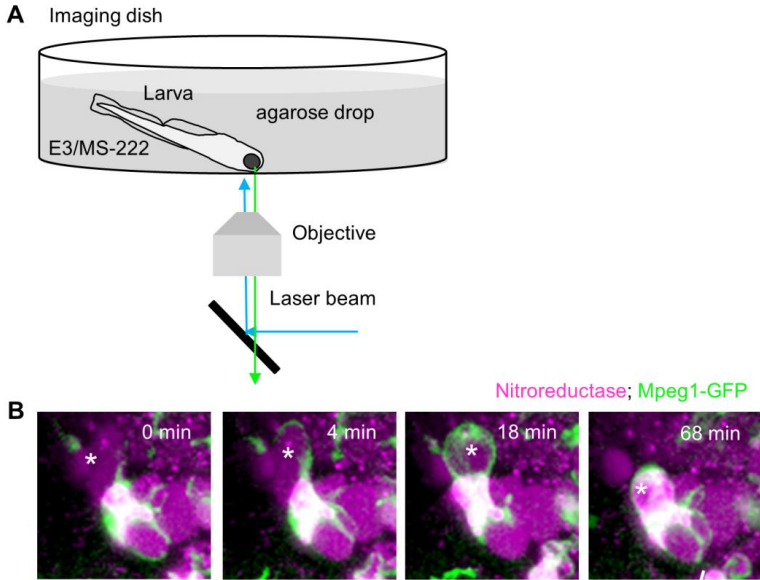 A
Imaging dish
Larva
agarose drop
E3/MS-222
Objective
Laser beam
Nitroreductase; Mpeg1-GFP
B
0 min
4 min
18 min
68 min
*
*
*
*